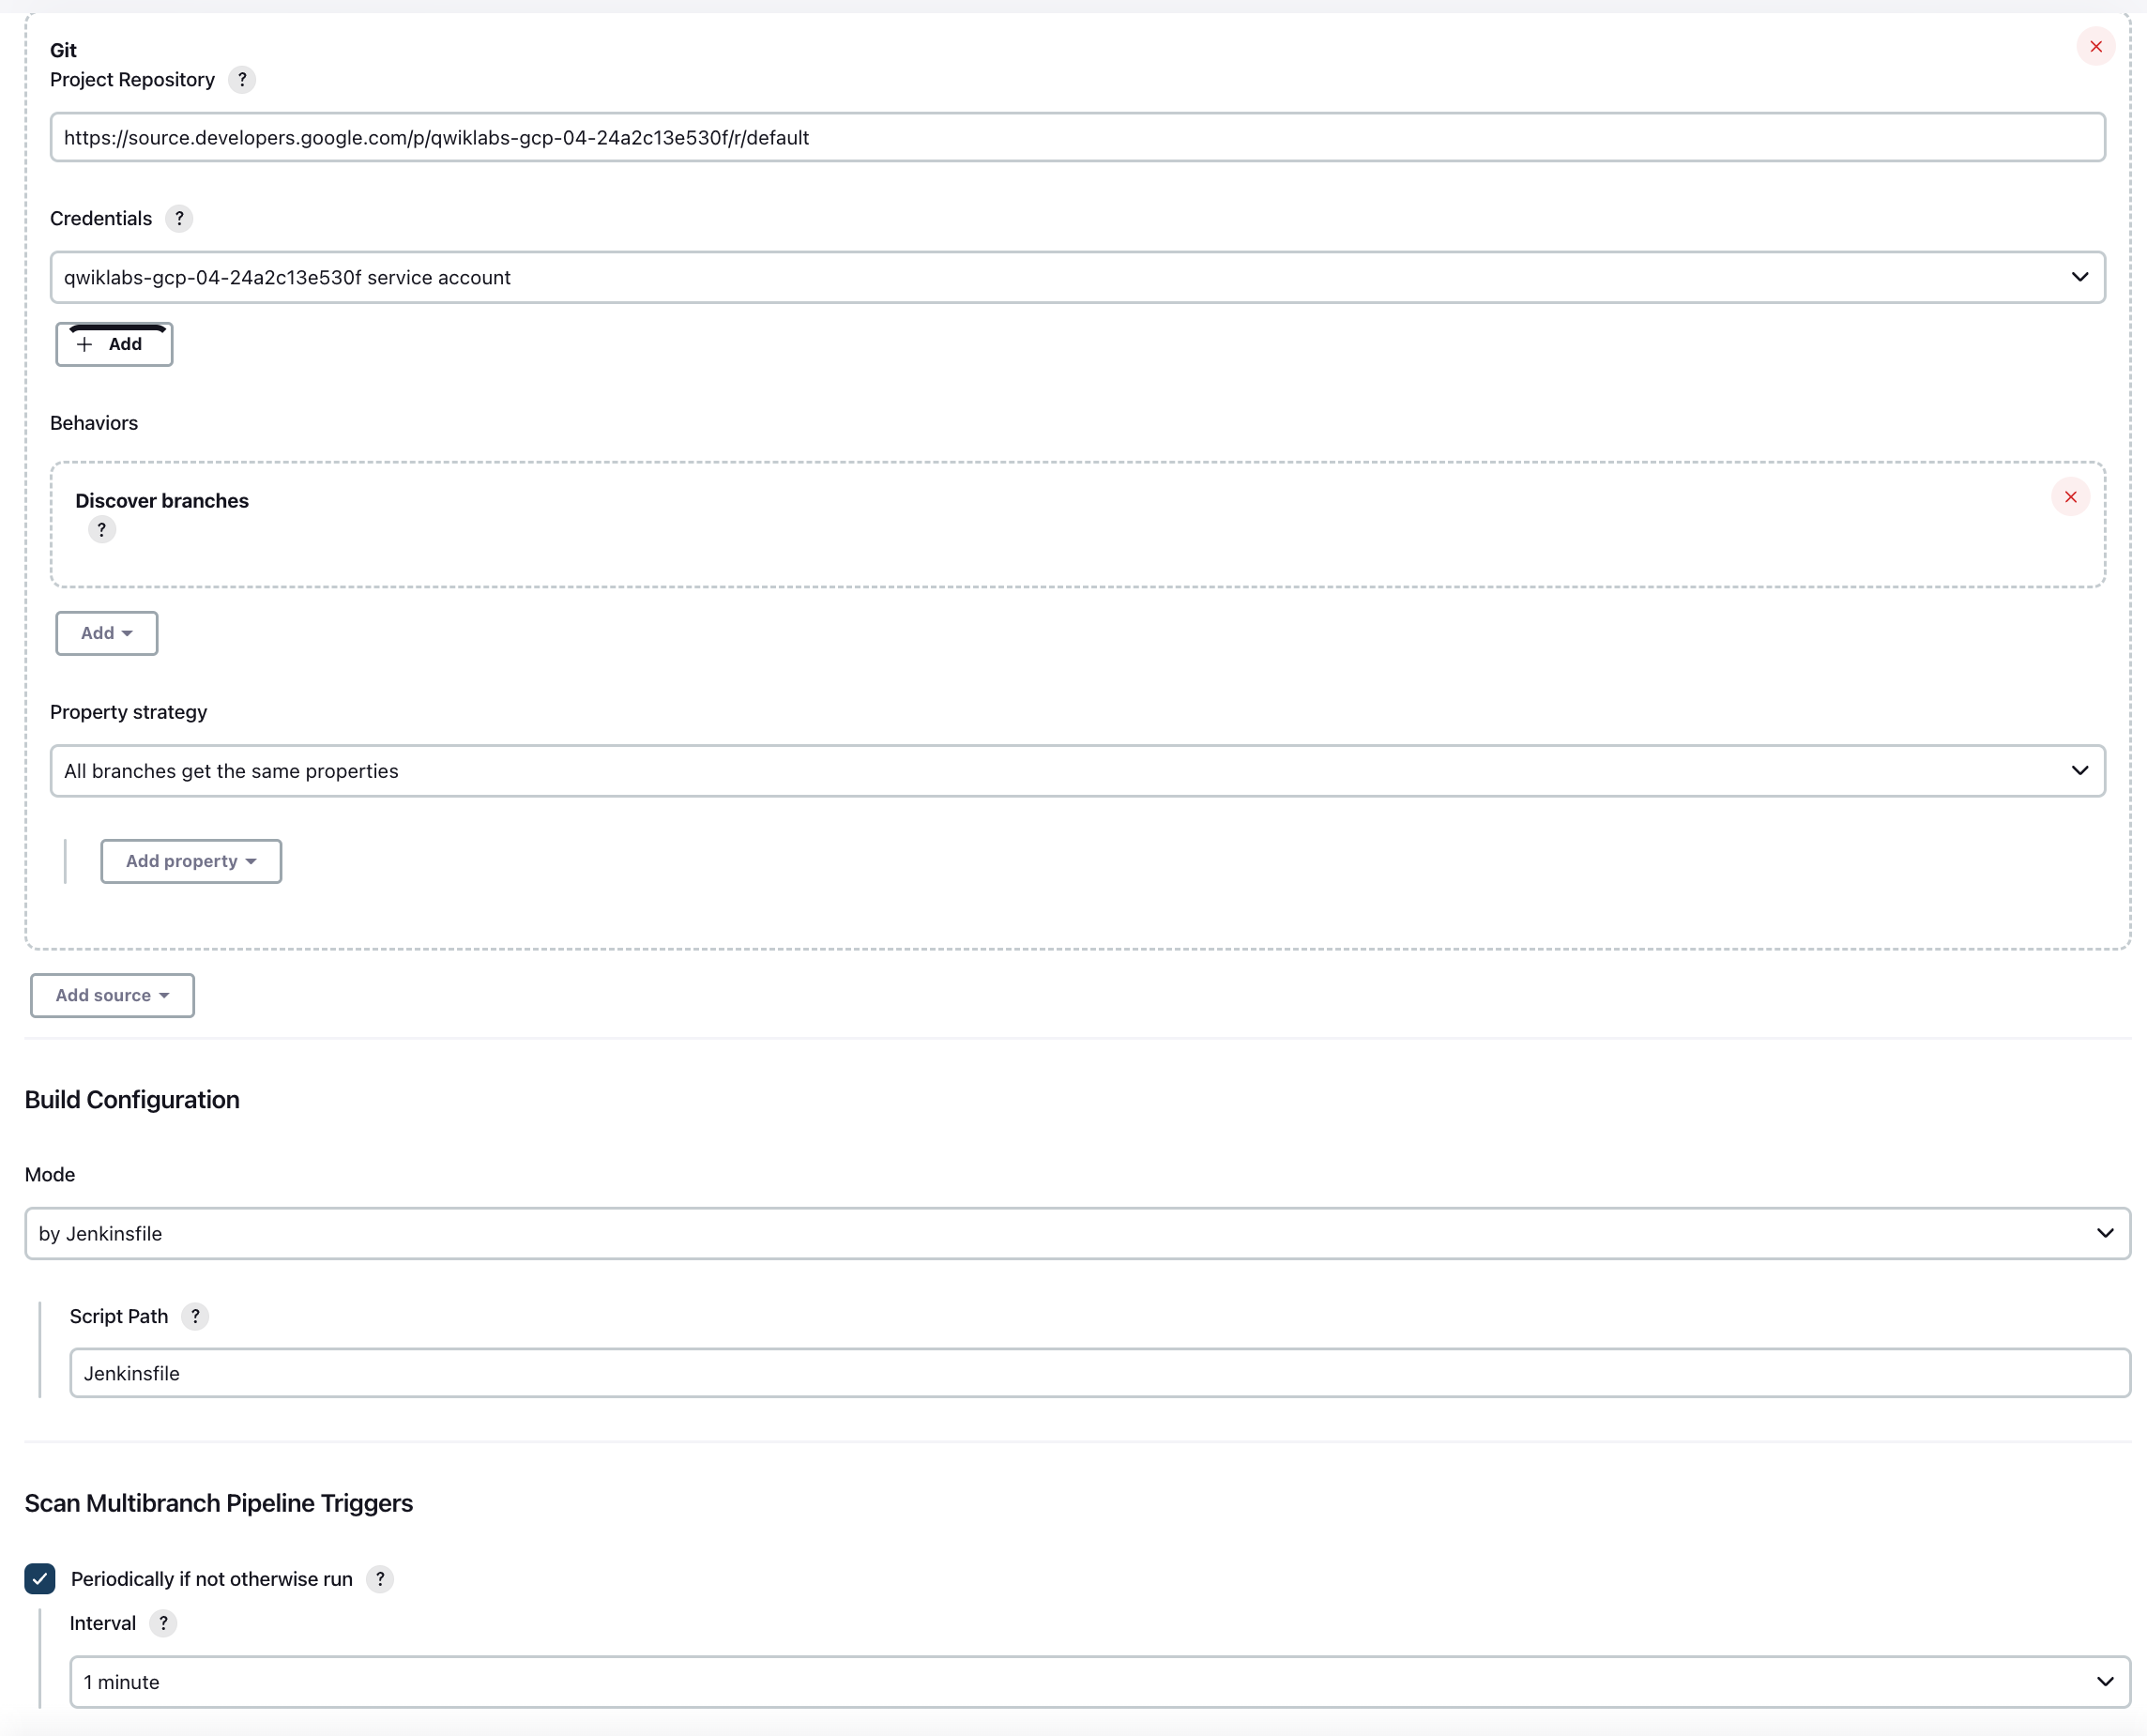 Git
Project Repository ?
https://source.developers.google.com/p/qwiklabs-gcp-04-24a2c13e530f/r/default
Credentials ?
qwiklabs-gcp-04-24a2c13e530f service account
+ Add
Behaviors
Discover branches
?
Add
Property strategy
All branches get the same properties
Add property
Add source
Build Configuration
Mode
by Jenkinsfile
Script Path ?
Jenkinsfile
Scan Multibranch Pipeline Triggers
Periodically if not otherwise run ?
Interval ?
1 minute